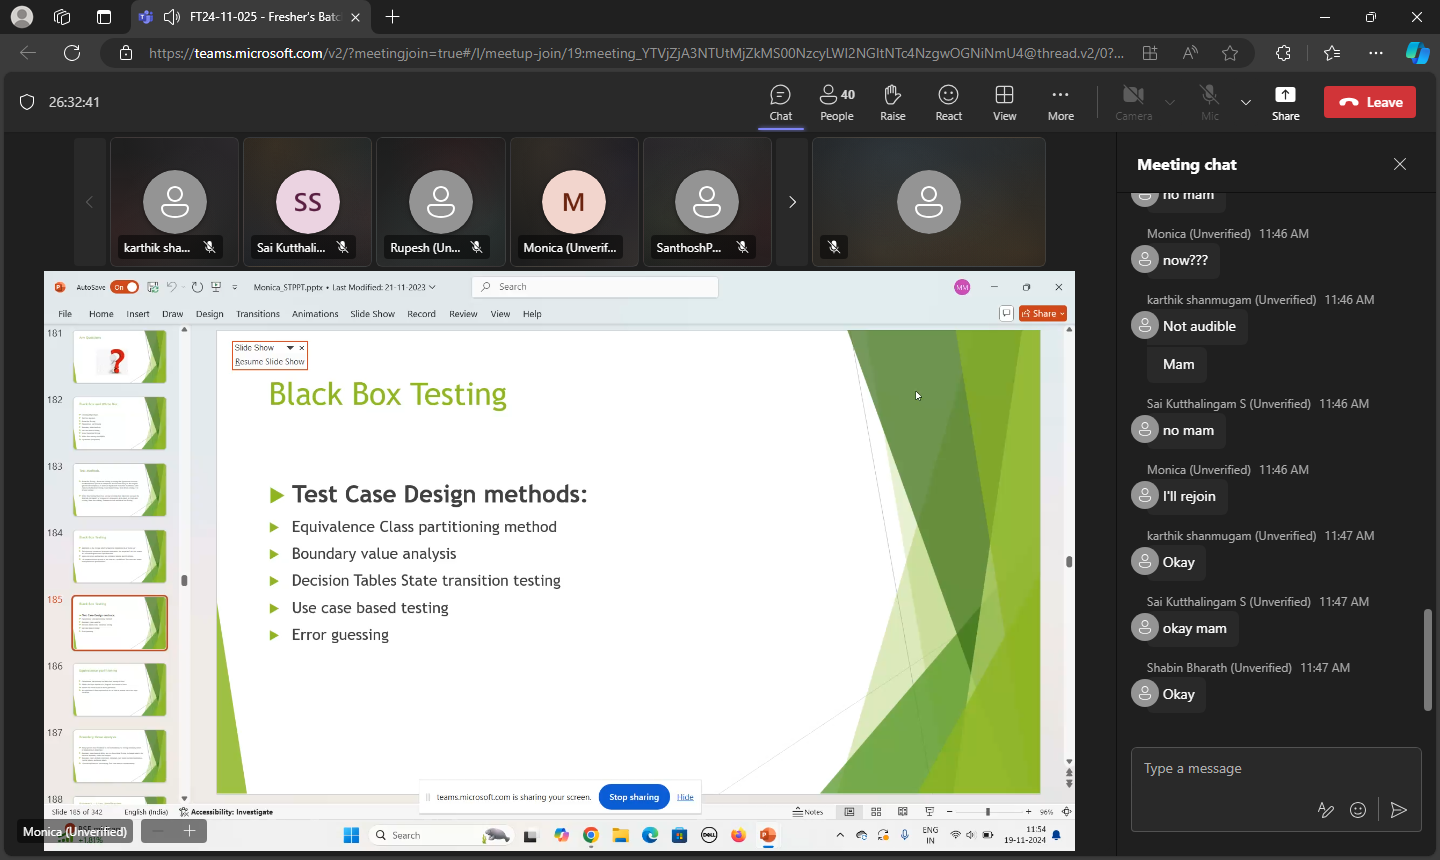 FT24-11-025 - Fresher's Batc
https://teams.microsoft.com/v2/?meetingjoin=true#/l/meetup-join/19:meeting_YTVjZjA3NTUtMjZkMS00NzcyLWI2NGItNTc4NzgwOGNiNmU4@thread.v2/0?...
26:32:41
Chat
40
People
Raise
React
View
More
Camera
Mic
Share
Leave
karthik sha...
SS
Sai Kutthali...
Rupesh (Un...
M
Monica (Unverif...
SanthoshP...
AutoSave On
Monica_STPPT.pptx • Last Modified: 21-11-2023
Search
MM
File Home Insert Draw Design Transitions Animations Slide Show Record Review View Help
Share
181
182
183
184
185
186
187
188
Slide Show
Resume Slide Show
Black Box Testing
Test Case Design methods:
Equivalence Class partitioning method
Boundary value analysis
Decision Tables State transition testing
Use case based testing
Error guessing
teams.microsoft.com is sharing your screen.
Stop sharing
Hide
Slide 185 of 342
English (India)
Accessibility: Investigate
Notes
96%
Monica (Unverified)
+1.81%
Search
DELL
ENG
IN
11:54
19-11-2024
Meeting chat
no mam
Monica (Unverified) 11:46 AM
now???
karthik shanmugam (Unverified) 11:46 AM
Not audible
Mam
Sai Kutthalingam S (Unverified) 11:46 AM
no mam
Monica (Unverified) 11:46 AM
I'll rejoin
karthik shanmugam (Unverified) 11:47 AM
Okay
Sai Kutthalingam S (Unverified) 11:47 AM
okay mam
Shabin Bharath (Unverified) 11:47 AM
Okay
Type a message